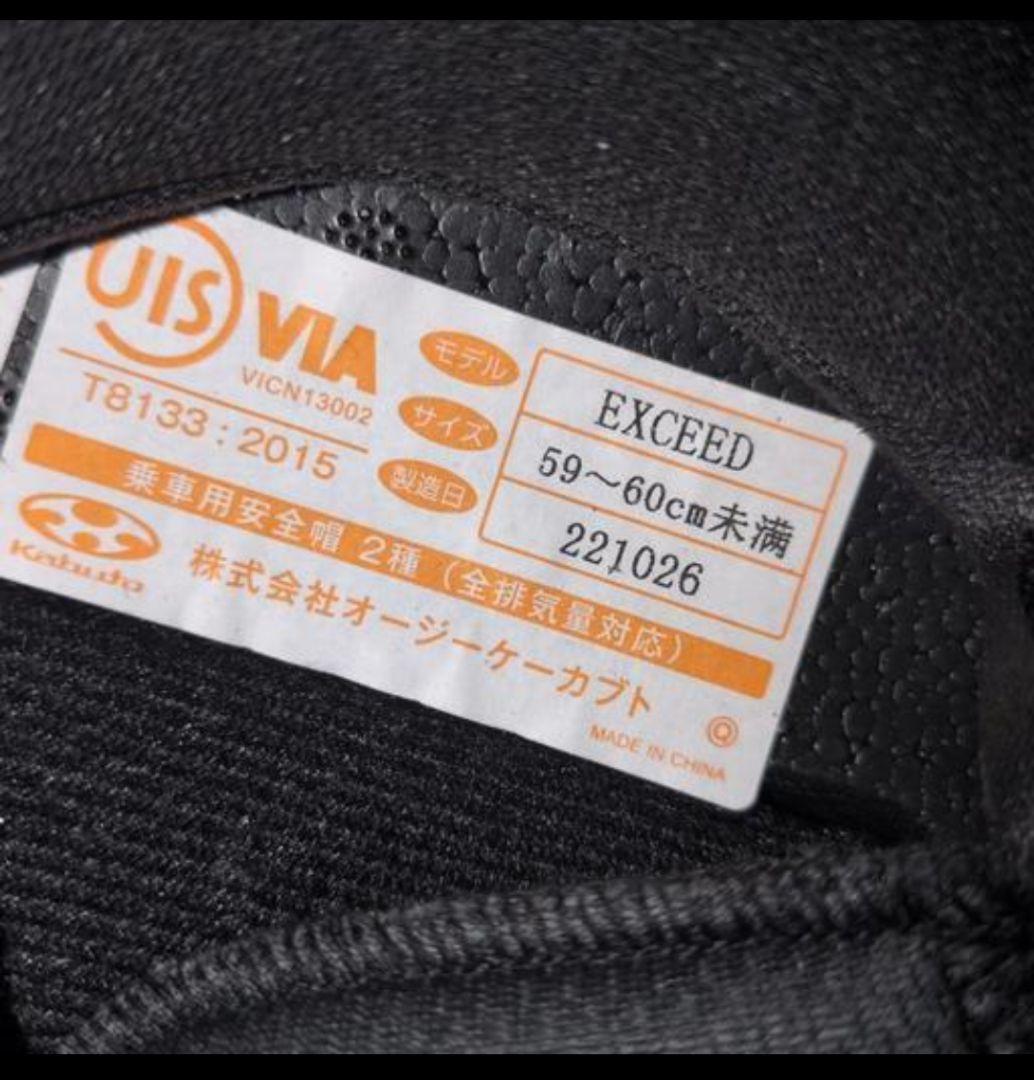 JIS
VIA
VICN13002
T8133:2015
モデル EXCEED
サイズ 59〜60cm未満
製造日 221026
乗車用安全帽 2種（全排気量対応）
Kabuto
株式会社オージーケーカブト
Q
MADE IN CHINA